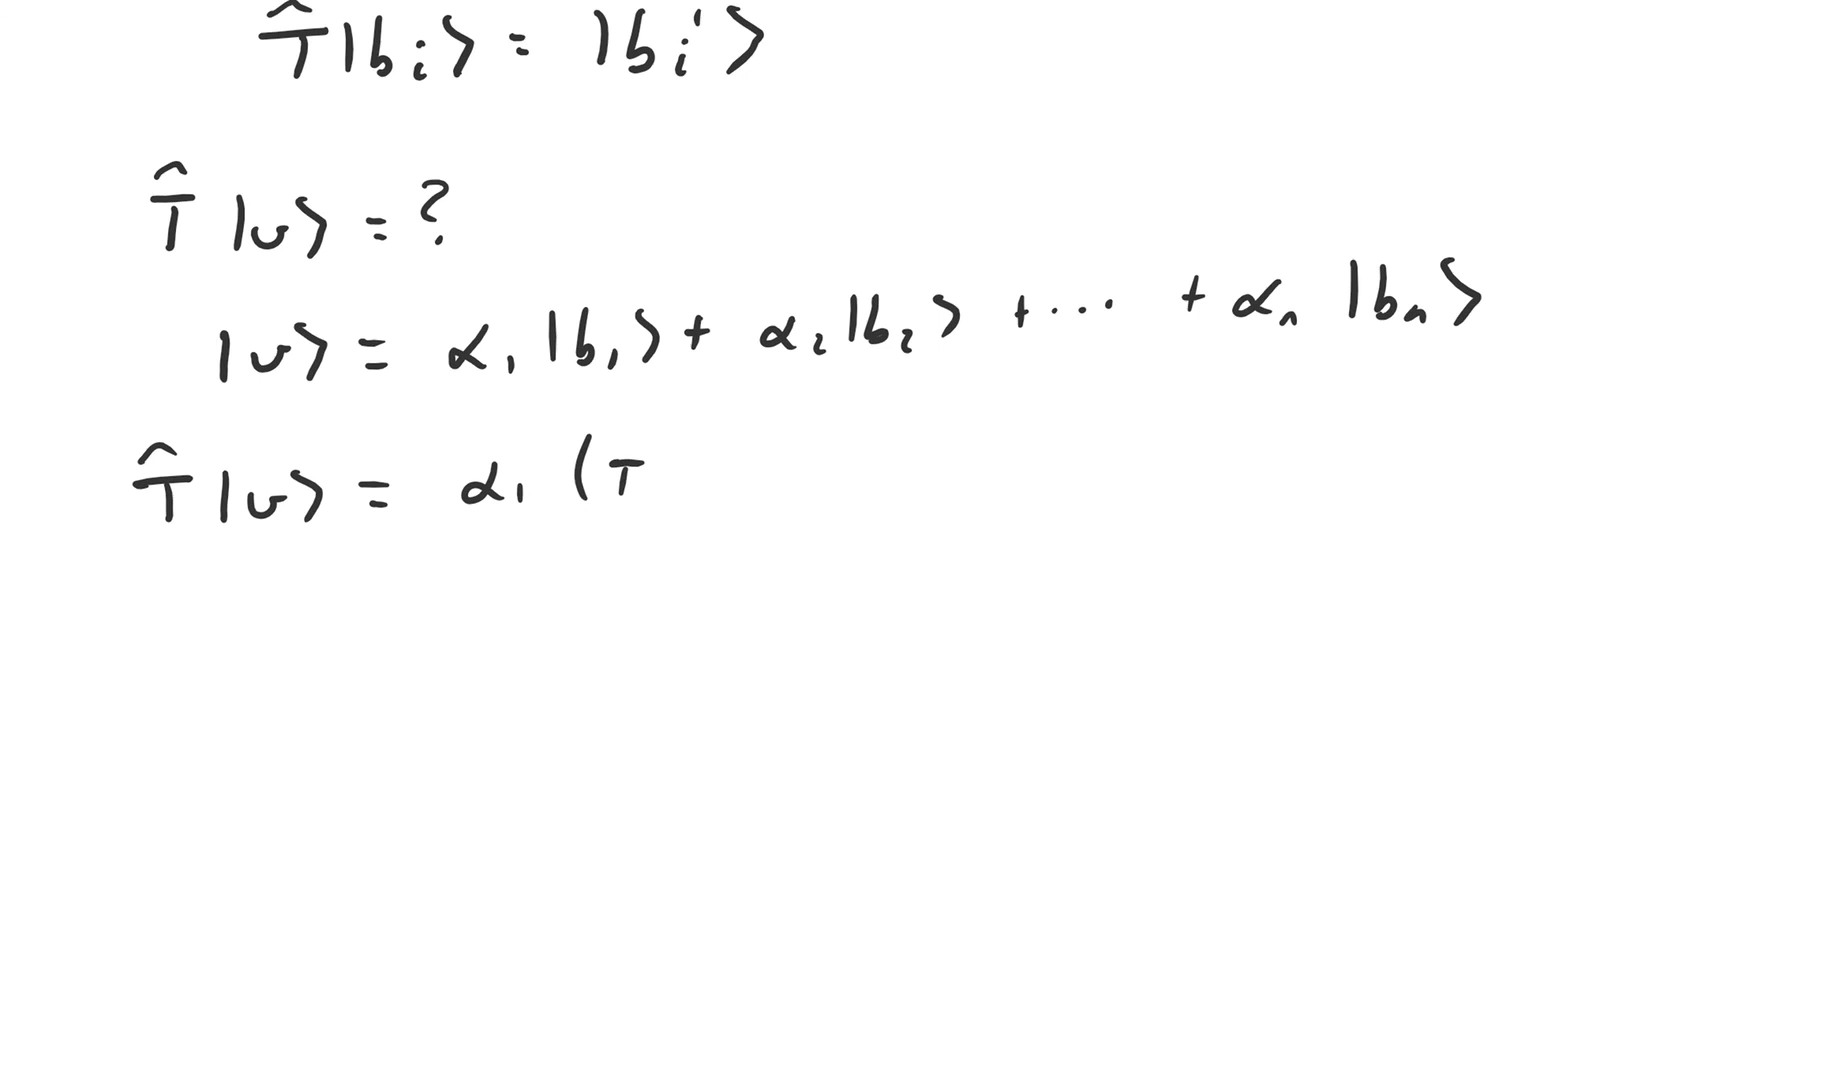 T̂|bᵢ⟩ = |bᵢ'⟩
T̂ |v⟩ = ?
|v⟩ = α₁ |b₁⟩ + α₂ |b₂⟩ + ... + αₙ |bₙ⟩
T̂ |v⟩ = α₁ (T